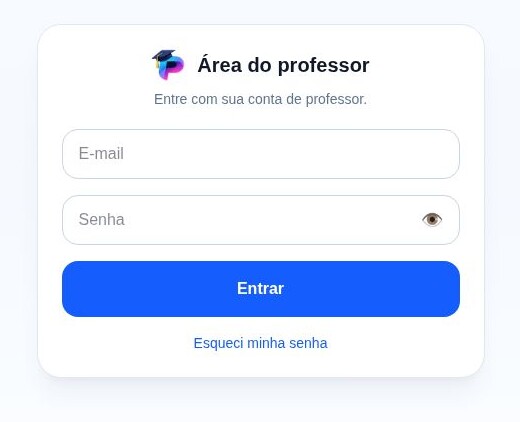 Área do professor
Entre com sua conta de professor.
E-mail
Senha
Entrar
Esqueci minha senha